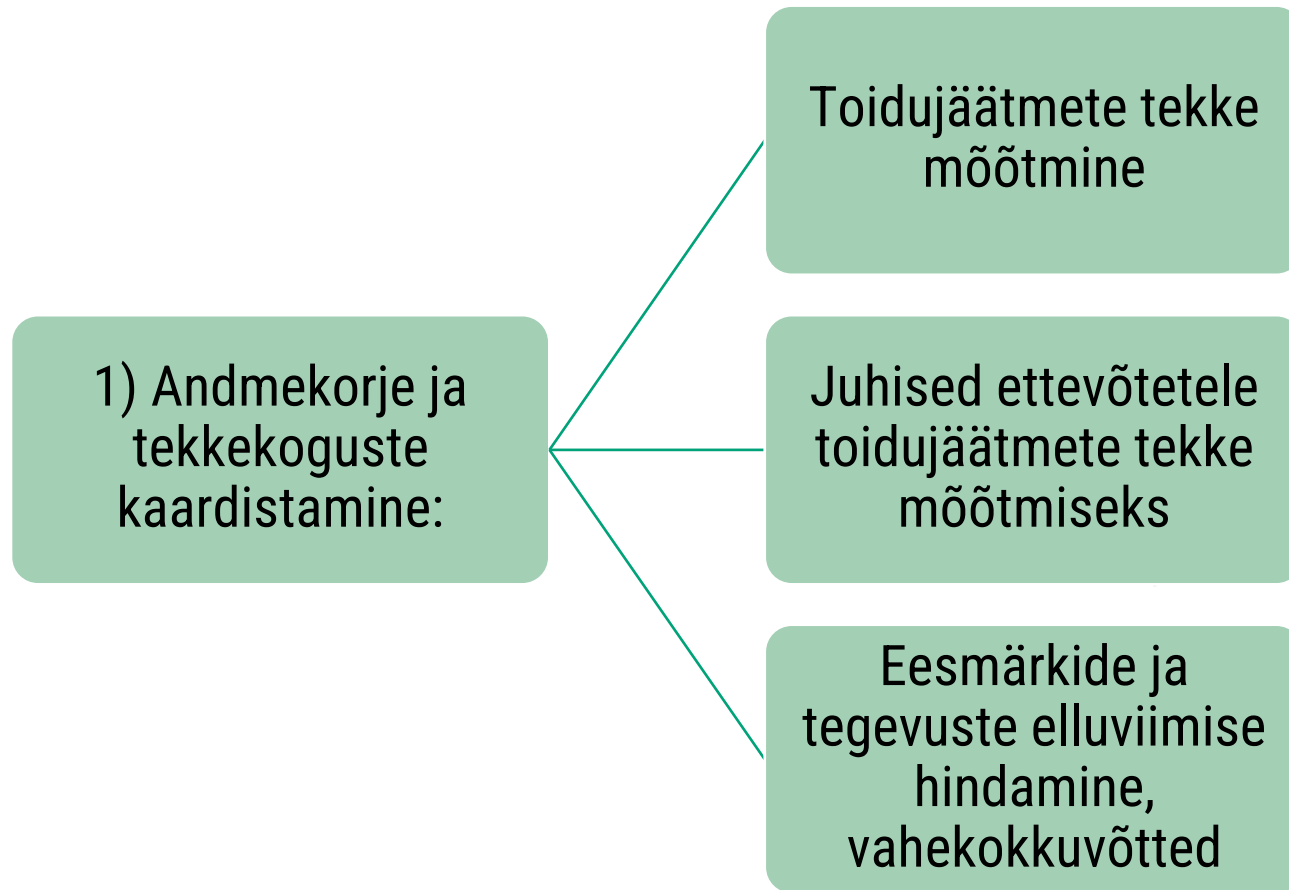 1) Andmekorje ja
tekkekoguste
kaardistamine:
Toidujäätmete tekke
mõõtmine
Juhised ettevõtetele
toidujäätmete tekke
mõõtmiseks
Eesmärkide ja
tegevuste elluviimise
hindamine,
vahekokkuvõtted